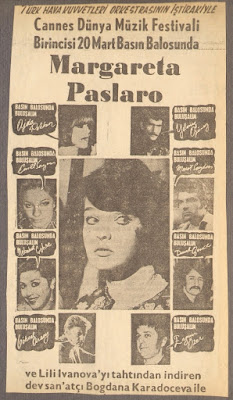 TÜRK HAVA KUVVETLERİ ORKESTRASININ İŞTİRAKİYLE
Cannes Dünya Müzik Festivali
Birincisi 20 Mart Basın Balosunda
Margareta
Paslaro
BASIN BALOSUNDA
BULUŞALIM
BASIN BALOSUNDA
BULUŞALIM
BASIN BALOSUNDA
BULUŞALIM
BASIN BALOSUNDA
BULUŞALIM
BASIN BALOSUNDA
BULUŞALIM
BASIN BALOSUNDA
BULUŞALIM
BASIN BALOSUNDA
BULUŞALIM
BASIN BALOSUNDA
BULUŞALIM
ve Lili Ivanova'yı tahtından indiren
dev san'atçı Bogdana Karadoceva ile